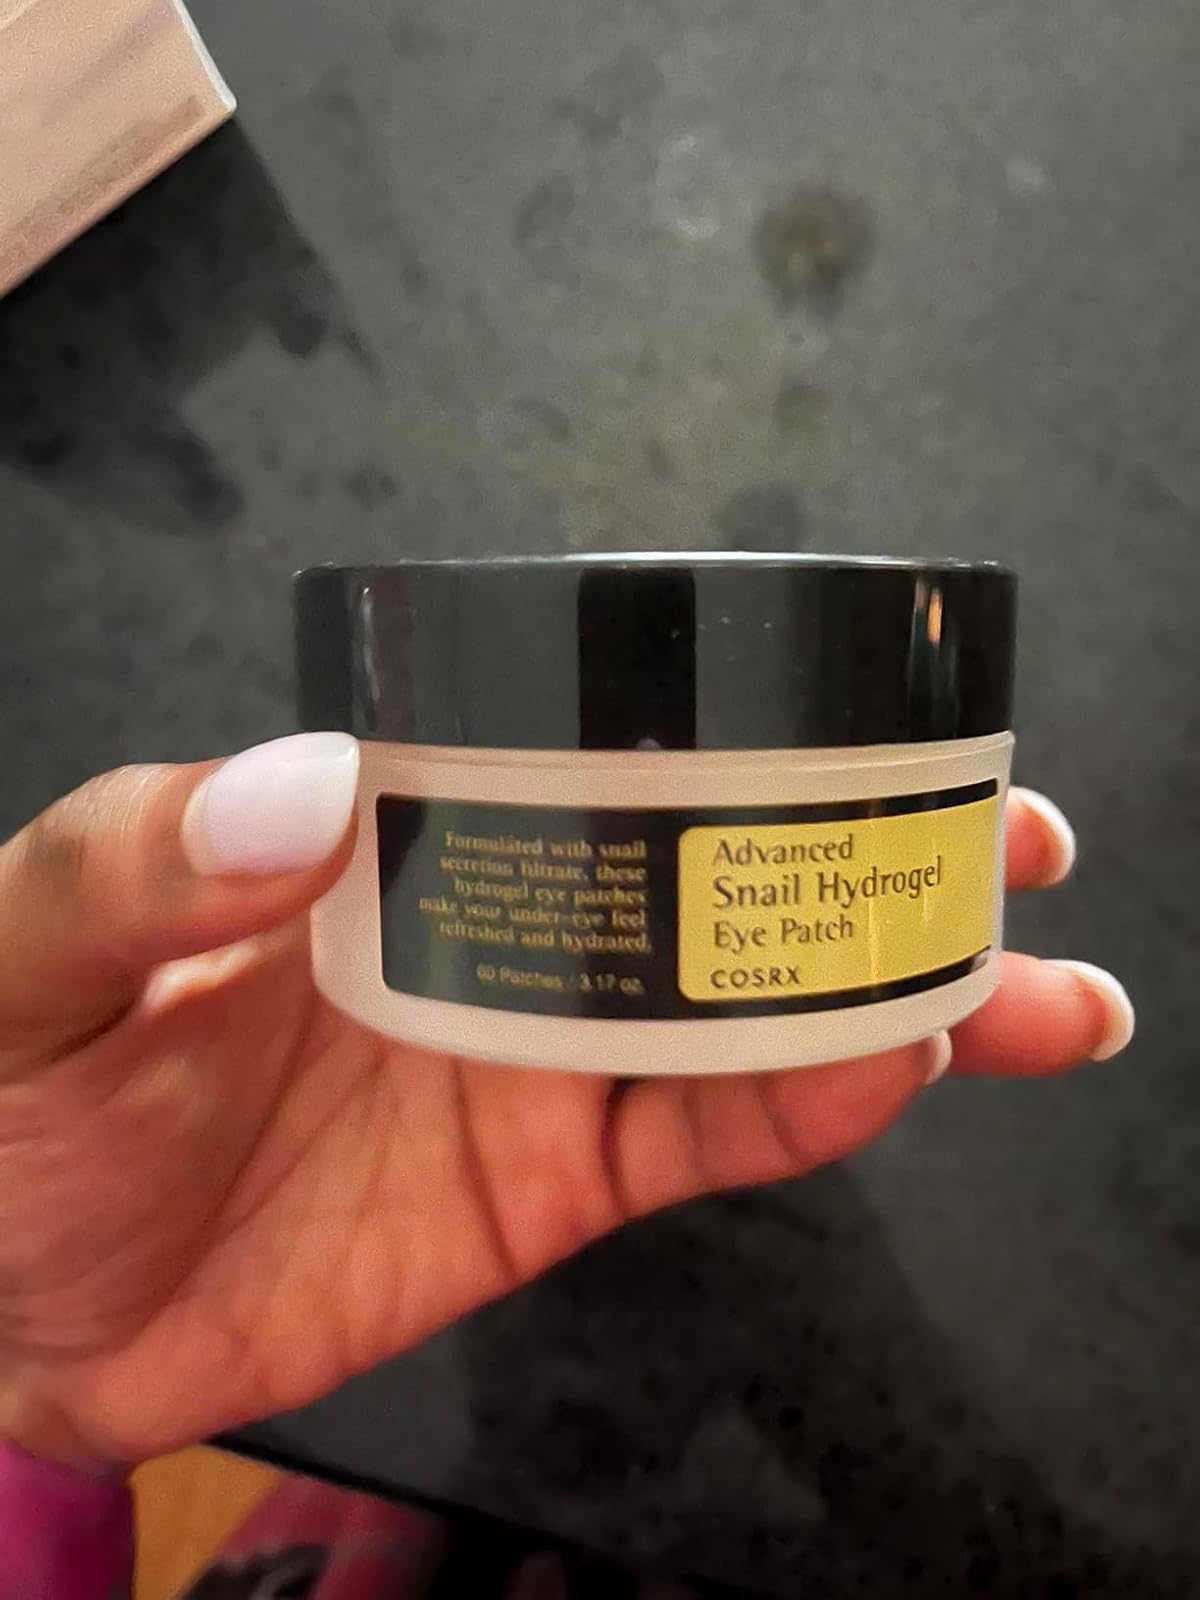 Formulated with snail
secretion filtrate, these
hydrogel eye patches
make your under-eye feel
refreshed and hydrated.
60 Patches / 3.17 oz.
Advanced
Snail Hydrogel
Eye Patch
COSRX